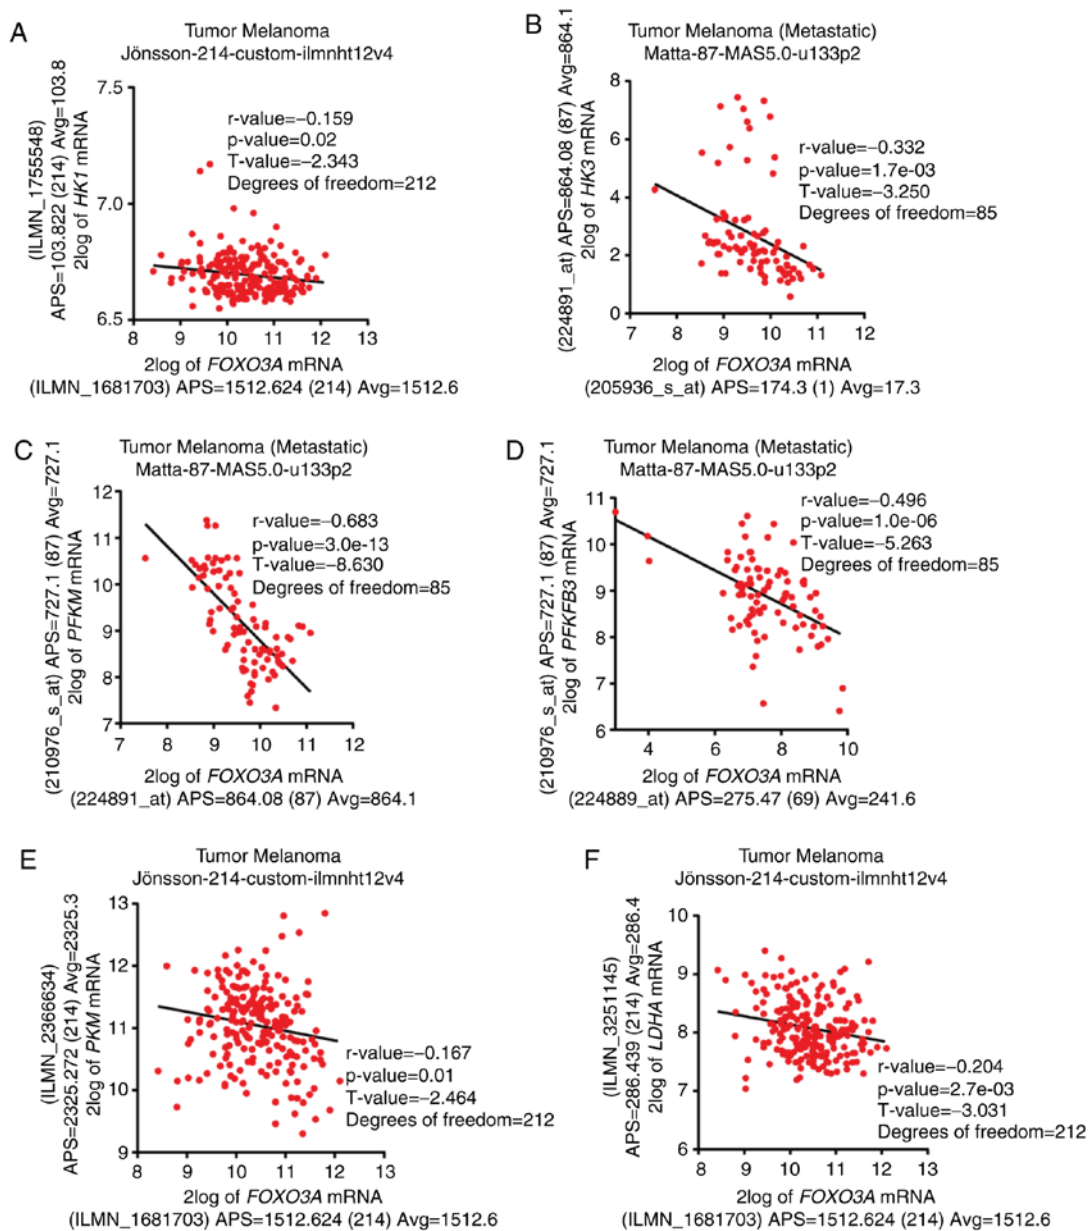 A
Tumor Melanoma
Jönsson-214-custom-ilmnht12v4
(ILMN_1755548)
APS=103.822 (214) Avg=103.8
2log of HK1 mRNA
7.5
7.0
6.5
r-value=−0.159
p-value=0.02
T-value=−2.343
Degrees of freedom=212
8 9 10 11 12 13
2log of FOXO3A mRNA
(ILMN_1681703) APS=1512.624 (214) Avg=1512.6
B
Tumor Melanoma (Metastatic)
Matta-87-MAS5.0-u133p2
(224891_at) APS=864.08 (87) Avg=864.1
2log of HK3 mRNA
8
6
4
2
0
r-value=−0.332
p-value=1.7e-03
T-value=−3.250
Degrees of freedom=85
7 8 9 10 11 12
2log of FOXO3A mRNA
(205936_s_at) APS=174.3 (1) Avg=17.3
C
Tumor Melanoma (Metastatic)
Matta-87-MAS5.0-u133p2
(210976_s_at) APS=727.1 (87) Avg=727.1
2log of PFKM mRNA
12
11
10
9
8
7
r-value=−0.683
p-value=3.0e-13
T-value=−8.630
Degrees of freedom=85
7 8 9 10 11 12
2log of FOXO3A mRNA
(224891_at) APS=864.08 (87) Avg=864.1
D
Tumor Melanoma (Metastatic)
Matta-87-MAS5.0-u133p2
(210976_s_at) APS=727.1 (87) Avg=727.1
2log of PFKFB3 mRNA
11
10
9
8
7
6
r-value=−0.496
p-value=1.0e-06
T-value=−5.263
Degrees of freedom=85
4 6 8 10
2log of FOXO3A mRNA
(224889_at) APS=275.47 (69) Avg=241.6
E
Tumor Melanoma
Jönsson-214-custom-ilmnht12v4
(ILMN_2366634)
APS=2325.272 (214) Avg=2325.3
2log of PKM mRNA
13
12
11
10
9
r-value=−0.167
p-value=0.01
T-value=−2.464
Degrees of freedom=212
8 9 10 11 12 13
2log of FOXO3A mRNA
(ILMN_1681703) APS=1512.624 (214) Avg=1512.6
F
Tumor Melanoma
Jönsson-214-custom-ilmnht12v4
(ILMN_3251145)
APS=286.439 (214) Avg=286.4
2log of LDHA mRNA
10
9
8
7
6
r-value=−0.204
p-value=2.7e-03
T-value=−3.031
Degrees of freedom=212
8 9 10 11 12 13
2log of FOXO3A mRNA
(ILMN_1681703) APS=1512.624 (214) Avg=1512.6